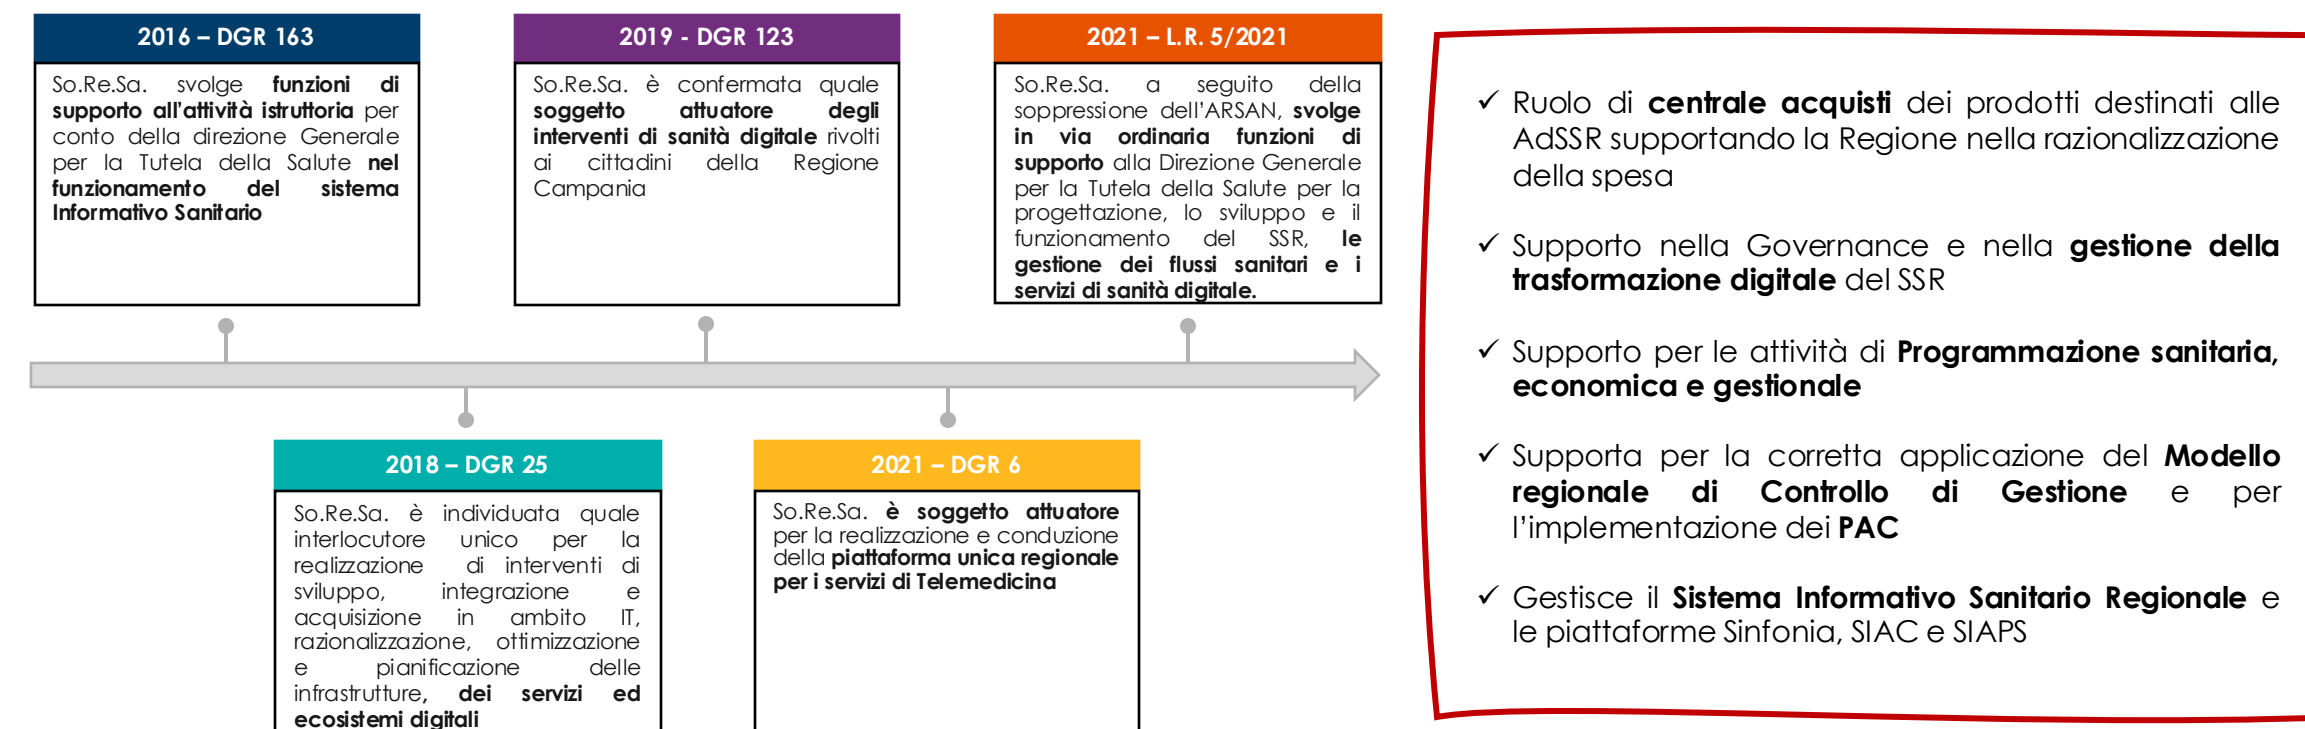 2016 – DGR 163
So.Re.Sa. svolge funzioni di
supporto all'attività istruttoria per
conto della direzione Generale
per la Tutela della Salute nel
funzionamento del sistema
Informativo Sanitario
2019 - DGR 123
So.Re.Sa. è confermata quale
soggetto attuatore degli
interventi di sanità digitale rivolti
ai cittadini della Regione
Campania
2021 – L.R. 5/2021
So.Re.Sa. a seguito della
soppressione dell'ARSAN, svolge
in via ordinaria funzioni di
supporto alla Direzione Generale
per la Tutela della Salute per la
progettazione, lo sviluppo e il
funzionamento del SSR, le
gestione dei flussi sanitari e i
servizi di sanità digitale.
2018 – DGR 25
So.Re.Sa. è individuata quale
interlocutore unico per la
realizzazione di interventi di
sviluppo, integrazione e
acquisizione in ambito IT,
razionalizzazione, ottimizzazione
e pianificazione delle
infrastrutture, dei servizi ed
ecosistemi digitali
2021 – DGR 6
So.Re.Sa. è soggetto attuatore
per la realizzazione e conduzione
della piattaforma unica regionale
per i servizi di Telemedicina
✓ Ruolo di centrale acquisti dei prodotti destinati alle
AdSSR supportando la Regione nella razionalizzazione
della spesa
✓ Supporto nella Governance e nella gestione della
trasformazione digitale del SSR
✓ Supporto per le attività di Programmazione sanitaria,
economica e gestionale
✓ Supporta per la corretta applicazione del Modello
regionale di Controllo di Gestione e per
l'implementazione dei PAC
✓ Gestisce il Sistema Informativo Sanitario Regionale e
le piattaforme Sinfonia, SIAC e SIAPS